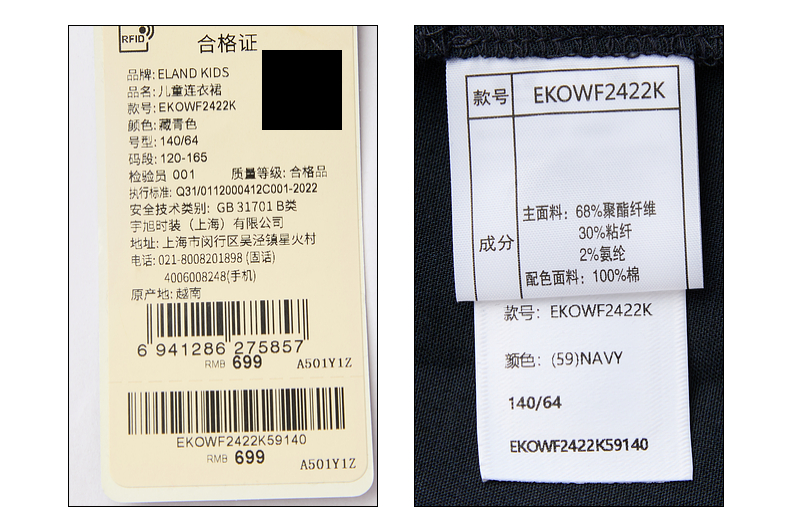 RFID
合格证
品牌: ELAND KIDS
品名: 儿童连衣裙
款号: EKOWF2422K
颜色: 藏青色
号型: 140/64
码段: 120-165
检验员 001 质量等级: 合格品
执行标准: Q31/0112000412C001-2022
安全技术类别: GB 31701 B类
宇旭时装（上海）有限公司
地址: 上海市闵行区吴泾镇星火村
电话: 021-8008201898 (固话)
4006008248(手机)
原产地: 越南
6 941286 275857
RMB 699 A501Y1Z
EKOWF2422K59140
RMB 699
A501Y1Z
款号 EKOWF2422K
成分
主面料：68%聚酯纤维
30%粘纤
2%氨纶
配色面料：100%棉
款号：EKOWF2422K
颜色：(59)NAVY
140/64
EKOWF2422K59140